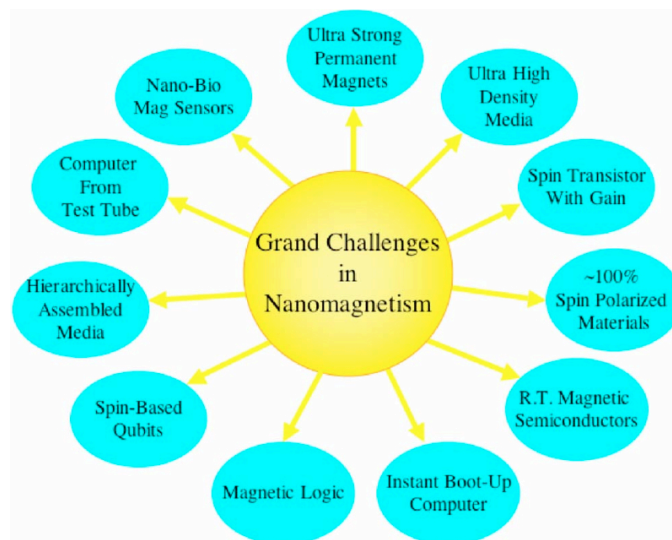 Grand Challenges
in
Nanomagnetism
Ultra Strong
Permanent
Magnets
Ultra High
Density
Media
Spin Transistor
With Gain
~100%
Spin Polarized
Materials
R.T. Magnetic
Semiconductors
Instant Boot-Up
Computer
Magnetic Logic
Spin-Based
Qubits
Hierarchically
Assembled
Media
Computer
From
Test Tube
Nano-Bio
Mag Sensors